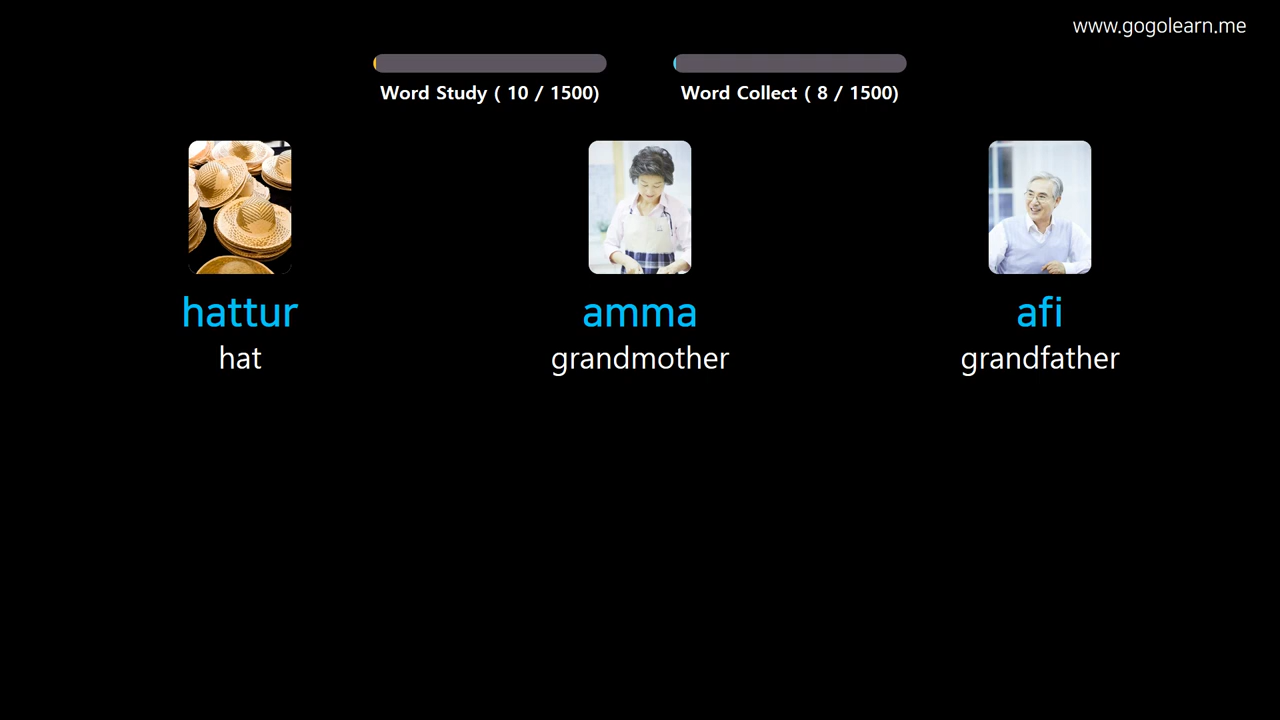 www.gogolearn.me
Word Study ( 10 / 1500)
Word Collect ( 8 / 1500)
hattur
hat
amma
grandmother
afi
grandfather